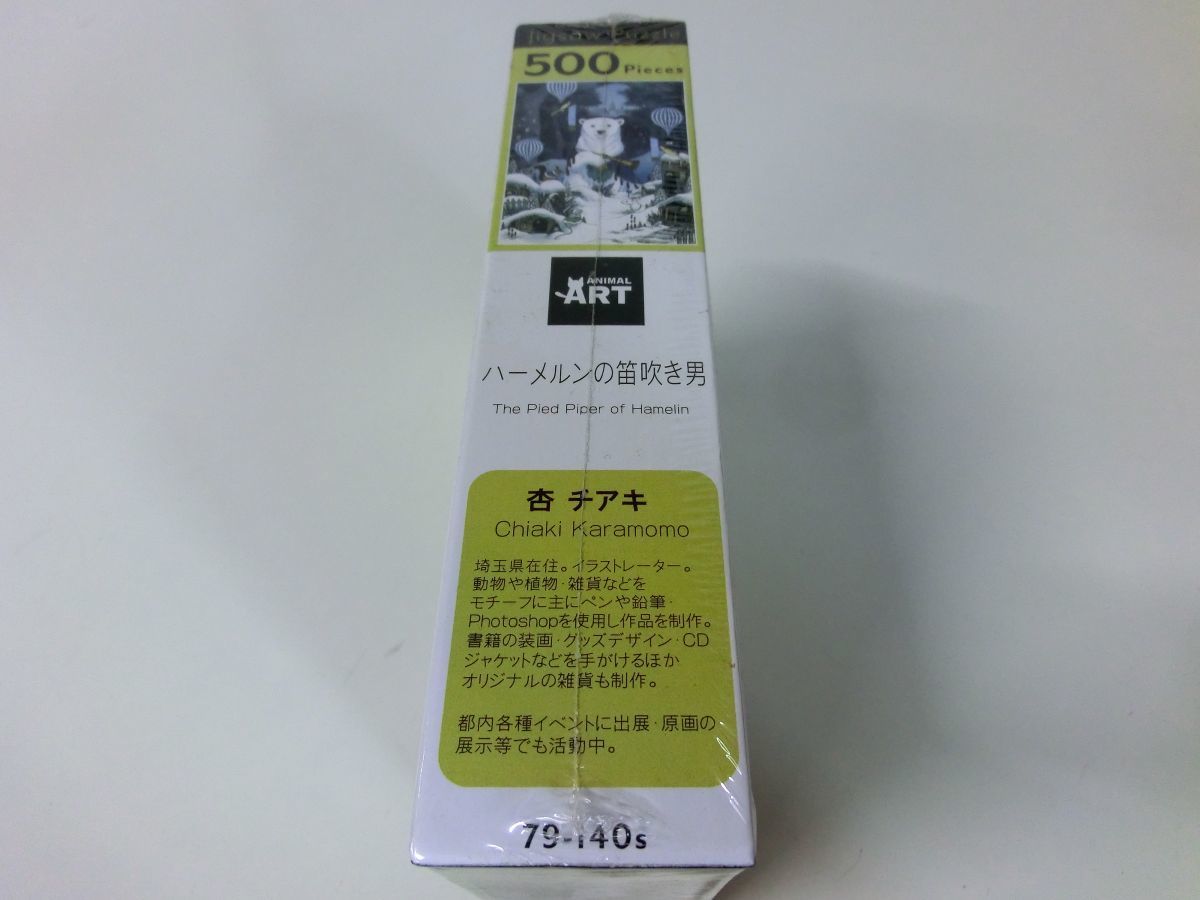 Jigsaw Puzzle
500 Pieces
ANIMAL
ART
ハーメルンの笛吹き男
The Pied Piper of Hamelin
杏 チアキ
Chiaki Karamomo
埼玉県在住。イラストレーター。
動物や植物・雑貨などを
モチーフに主にペンや鉛筆・
Photoshopを使用し作品を制作。
書籍の装画・グッズデザイン・CD
ジャケットなどを手がけるほか
オリジナルの雑貨も制作。
都内各種イベントに出展・原画の
展示等でも活動中。
79-140s